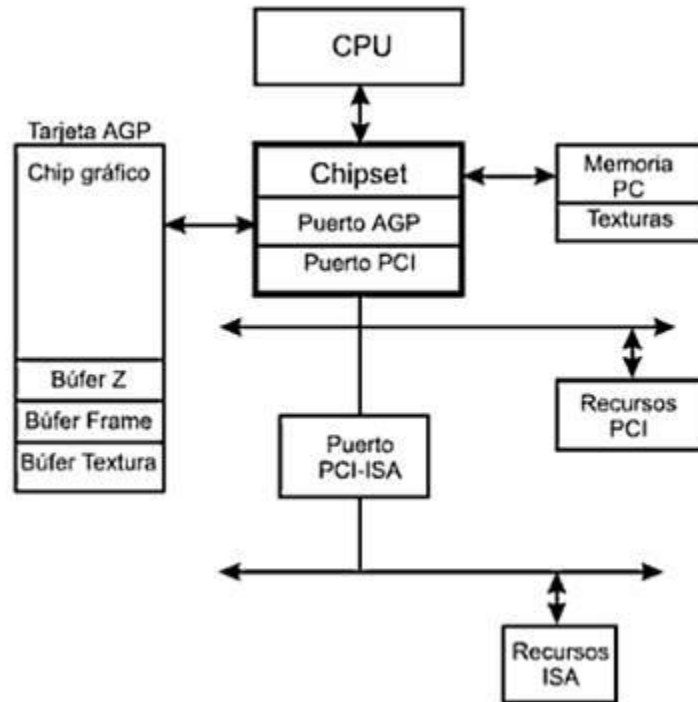 CPU
Tarjeta AGP
Chip gráfico
Búfer Z
Búfer Frame
Búfer Textura
Chipset
Puerto AGP
Puerto PCI
Memoria
PC
Texturas
Recursos
PCI
Puerto
PCI-ISA
Recursos
ISA